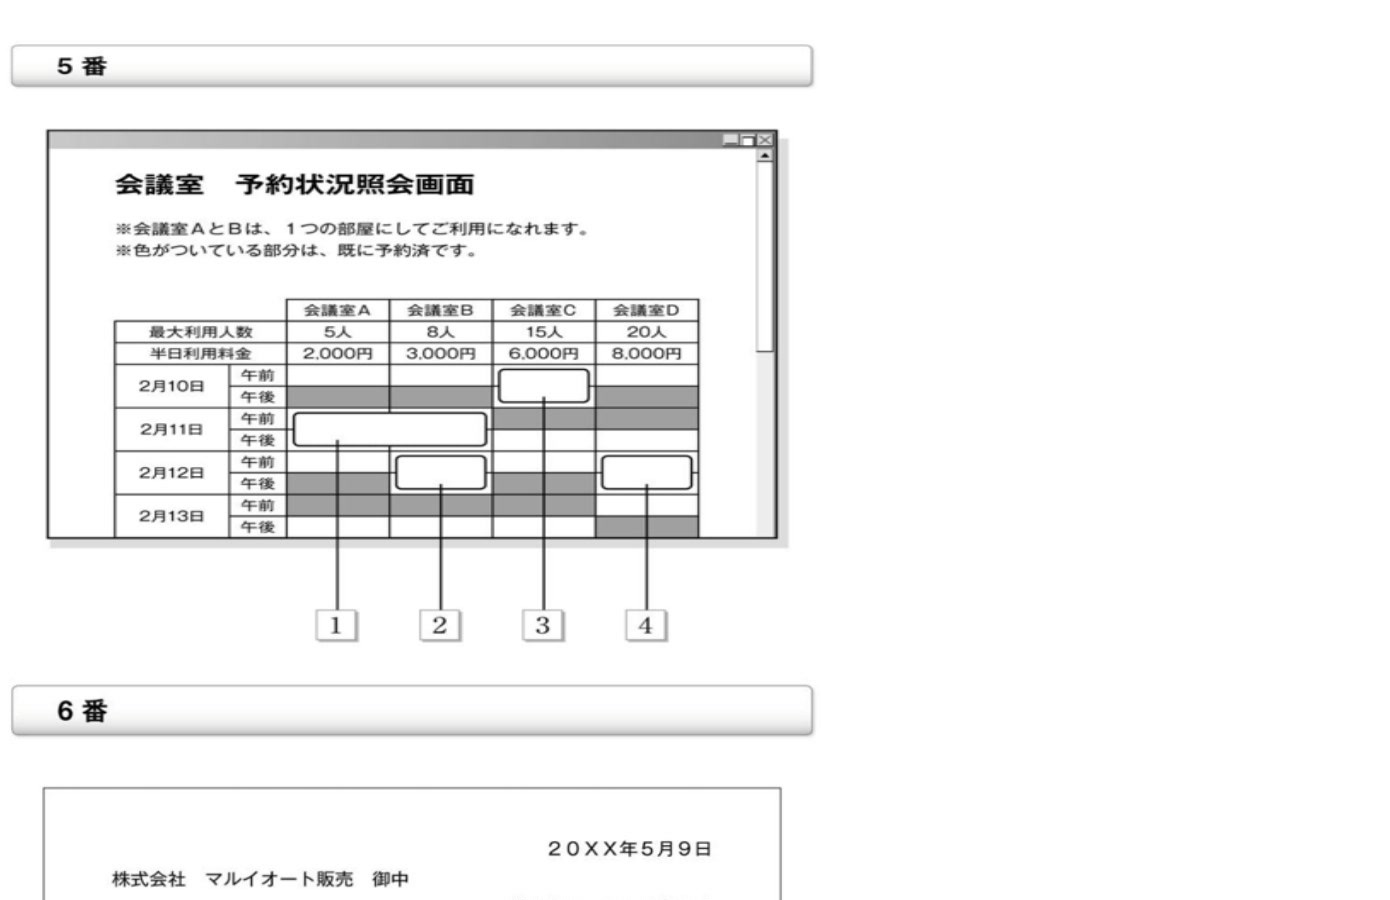 5 番
会議室　予約状況照会画面
※会議室AとBは、1つの部屋にしてご利用になれます。
※色がついている部分は、既に予約済です。
会議室A 会議室B 会議室C 会議室D
最大利用人数 5人 8人 15人 20人
半日利用料金 2,000円 3,000円 6,000円 8,000円
2月10日 午前
午後
2月11日 午前
午後
2月12日 午前
午後
2月13日 午前
午後
1 2 3 4
6 番
20XX年5月9日
株式会社　マルイオート販売　御中